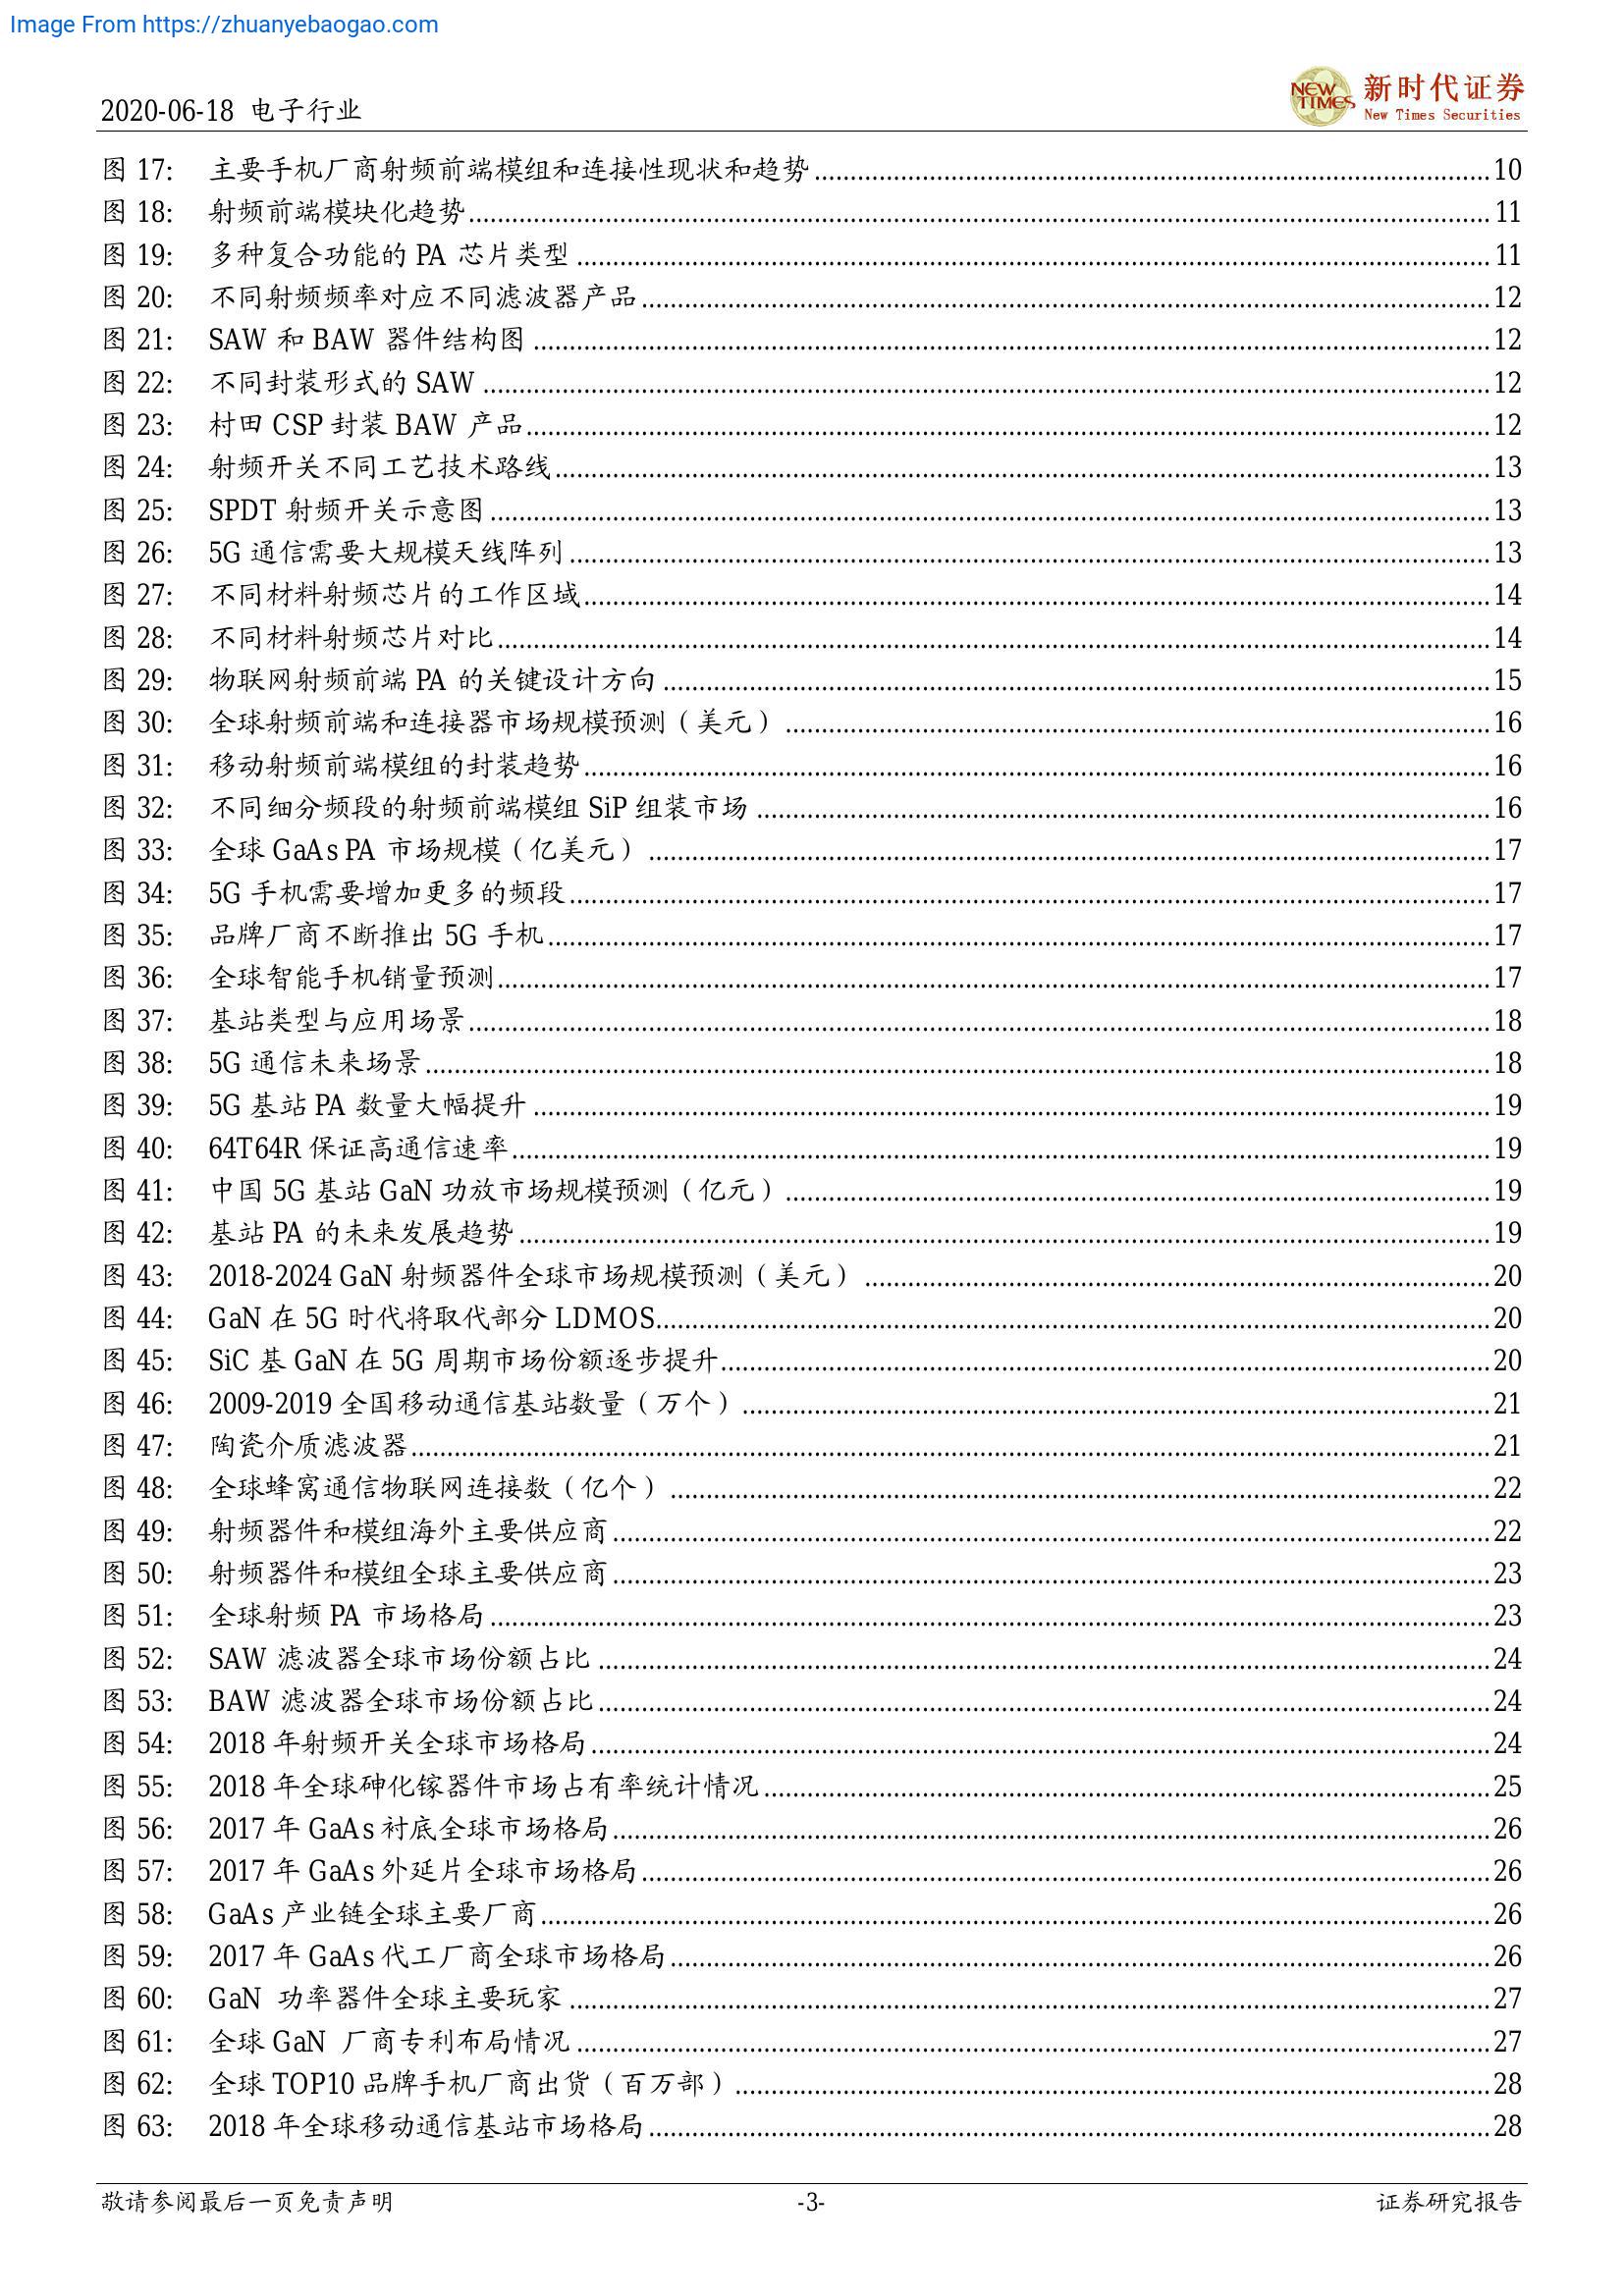 Image From https://zhuanyebaogao.com
NEW TIMES 新时代证券
New Times Securities
2020-06-18 电子行业
图 17: 主要手机厂商射频前端模组和连接性现状和趋势 10
图 18: 射频前端模块化趋势 11
图 19: 多种复合功能的 PA 芯片类型 11
图 20: 不同射频频率对应不同滤波器产品 12
图 21: SAW 和 BAW 器件结构图 12
图 22: 不同封装形式的 SAW 12
图 23: 村田 CSP 封装 BAW 产品 12
图 24: 射频开关不同工艺技术路线 13
图 25: SPDT 射频开关示意图 13
图 26: 5G 通信需要大规模天线阵列 13
图 27: 不同材料射频芯片的工作区域 14
图 28: 不同材料射频芯片对比 14
图 29: 物联网射频前端 PA 的关键设计方向 15
图 30: 全球射频前端和连接器市场规模预测（美元） 16
图 31: 移动射频前端模组的封装趋势 16
图 32: 不同细分频段的射频前端模组 SiP 组装市场 16
图 33: 全球 GaAs PA 市场规模（亿美元） 17
图 34: 5G 手机需要增加更多的频段 17
图 35: 品牌厂商不断推出 5G 手机 17
图 36: 全球智能手机销量预测 17
图 37: 基站类型与应用场景 18
图 38: 5G 通信未来场景 18
图 39: 5G 基站 PA 数量大幅提升 19
图 40: 64T64R 保证高通信速率 19
图 41: 中国 5G 基站 GaN 功放市场规模预测（亿元） 19
图 42: 基站 PA 的未来发展趋势 19
图 43: 2018-2024 GaN 射频器件全球市场规模预测（美元） 20
图 44: GaN 在 5G 时代将取代部分 LDMOS 20
图 45: SiC 基 GaN 在 5G 周期市场份额逐步提升 20
图 46: 2009-2019 全国移动通信基站数量（万个） 21
图 47: 陶瓷介质滤波器 21
图 48: 全球蜂窝通信物联网连接数（亿个） 22
图 49: 射频器件和模组海外主要供应商 22
图 50: 射频器件和模组全球主要供应商 23
图 51: 全球射频 PA 市场格局 23
图 52: SAW 滤波器全球市场份额占比 24
图 53: BAW 滤波器全球市场份额占比 24
图 54: 2018 年射频开关全球市场格局 24
图 55: 2018 年全球砷化镓器件市场占有率统计情况 25
图 56: 2017 年 GaAs 衬底全球市场格局 26
图 57: 2017 年 GaAs 外延片全球市场格局 26
图 58: GaAs 产业链全球主要厂商 26
图 59: 2017 年 GaAs 代工厂商全球市场格局 26
图 60: GaN 功率器件全球主要玩家 27
图 61: 全球 GaN 厂商专利布局情况 27
图 62: 全球 TOP10 品牌手机厂商出货（百万部） 28
图 63: 2018 年全球移动通信基站市场格局 28
敬请参阅最后一页免责声明 -3- 证券研究报告